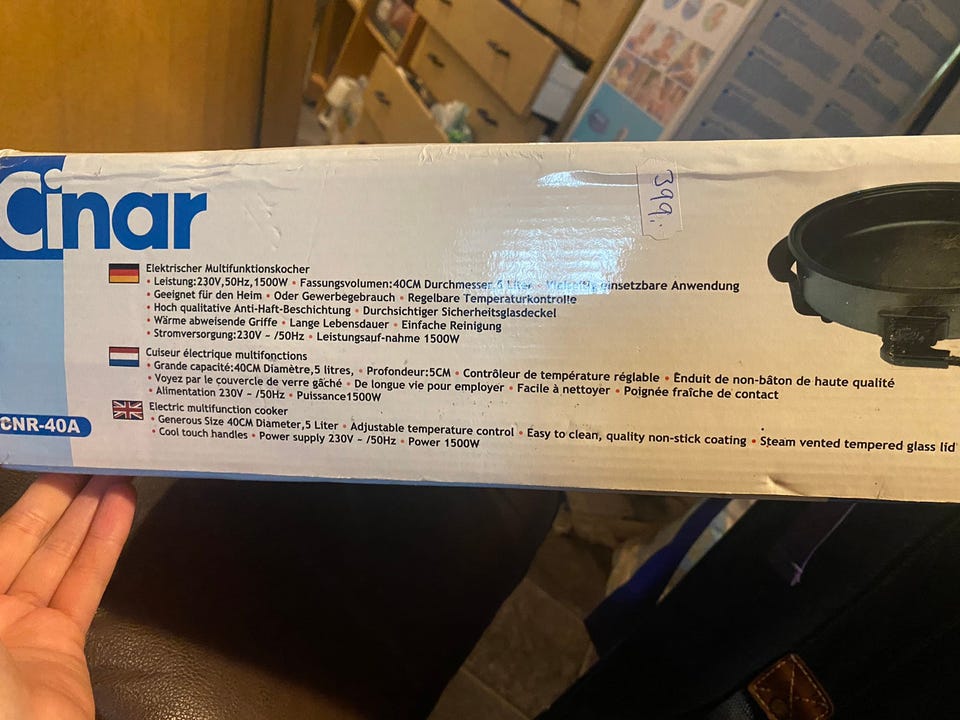 Cinar
399:
Elektrischer Multifunktionskocher
• Leistung:230V,50Hz,1500W • Fassungsvolumen:40CM Durchmesser,5 Liter • Vielseitig einsetzbare Anwendung
• Geeignet für den Heim • Oder Gewerbegebrauch • Regelbare Temperaturkontrolle
• Hoch qualitative Anti-Haft-Beschichtung • Durchsichtiger Sicherheitsglasdeckel
• Wärme abweisende Griffe • Lange Lebensdauer • Einfache Reinigung
• Stromversorgung:230V ~ /50Hz • Leistungsauf-nahme 1500W
Cuiseur électrique multifonctions
• Grande capacité:40CM Diamètre,5 litres, • Profondeur:5CM • Contrôleur de température réglable • Enduit de non-bâton de haute qualité
• Voyez par le couvercle de verre gâché • De longue vie pour employer • Facile à nettoyer • Poignée fraîche de contact
• Alimentation 230V ~ /50Hz • Puissance1500W
CNR-40A
Electric multifunction cooker
• Generous Size 40CM Diameter,5 Liter • Adjustable temperature control • Easy to clean, quality non-stick coating • Steam vented tempered glass lid
• Cool touch handles • Power supply 230V ~ /50Hz • Power 1500W